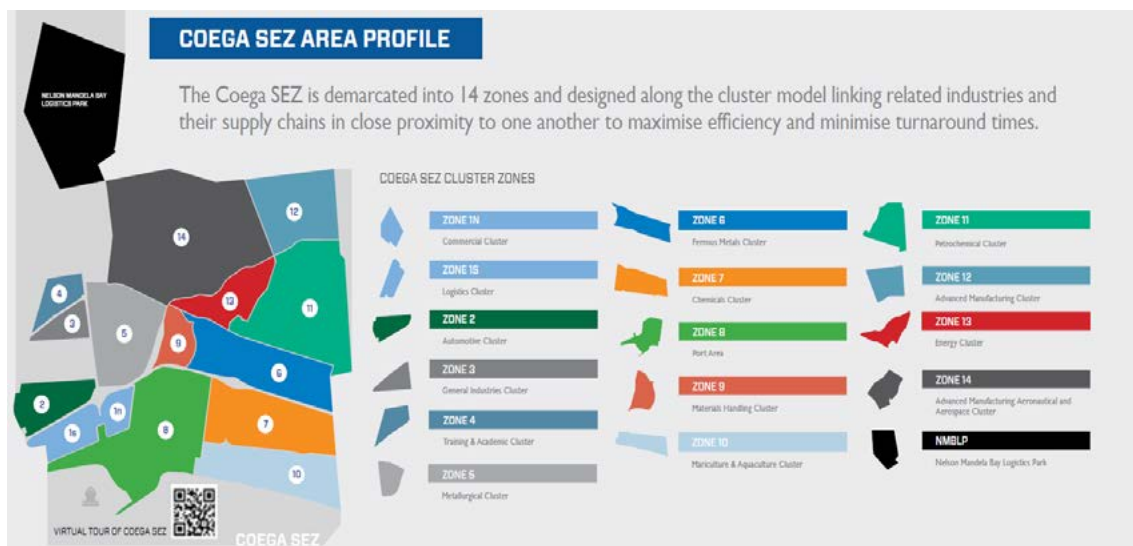 COEGA SEZ AREA PROFILE
NELSON MANDELA BAY
LOGISTICS PARK
The Coega SEZ is demarcated into 14 zones and designed along the cluster model linking related industries and
their supply chains in close proximity to one another to maximise efficiency and minimise turnaround times.
COEGA SEZ CLUSTER ZONES
ZONE 1N
Commercial Cluster
ZONE 1S
Logistics Cluster
ZONE 2
Automotive Cluster
ZONE 3
General Industries Cluster
ZONE 4
Training & Academic Cluster
ZONE 5
Metallurgical Cluster
ZONE 6
Ferrous Metals Cluster
ZONE 7
Chemicals Cluster
ZONE 8
Port Area
ZONE 9
Materials Handling Cluster
ZONE 10
Mariculture & Aquaculture Cluster
ZONE 11
Petrochemical Cluster
ZONE 12
Advanced Manufacturing Cluster
ZONE 13
Energy Cluster
ZONE 14
Advanced Manufacturing Aeronautical and
Aerospace Cluster
NMBLP
Nelson Mandela Bay Logistics Park
12
14
4
13
11
3
5
9
6
2
1n
1s
8
7
10
VIRTUAL TOUR OF COEGA SEZ
COEGA SEZ